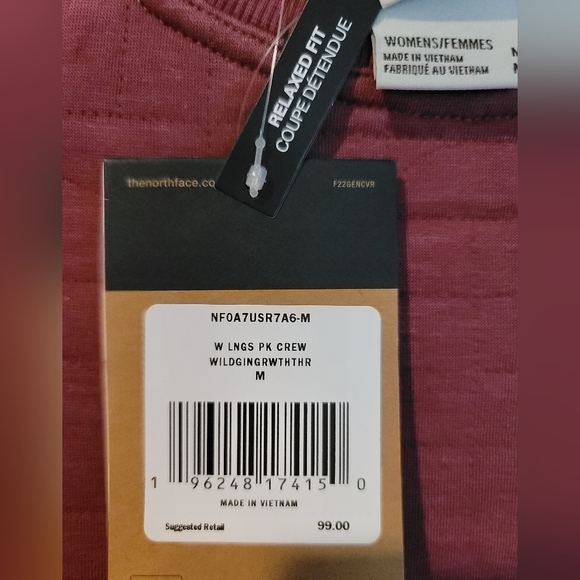 RELAXED FIT
COUPE DÉTENDUE
WOMENS/FEMMES
MADE IN VIETNAM
FABRIQUÉ AU VIETNAM
thenorthface.co
F22GENCVR
NF0A7USR7A6-M
W LNGS PK CREW
WILDGINGRWTHTHR
M
1 96248 17415 0
MADE IN VIETNAM
Suggested Retail 99.00